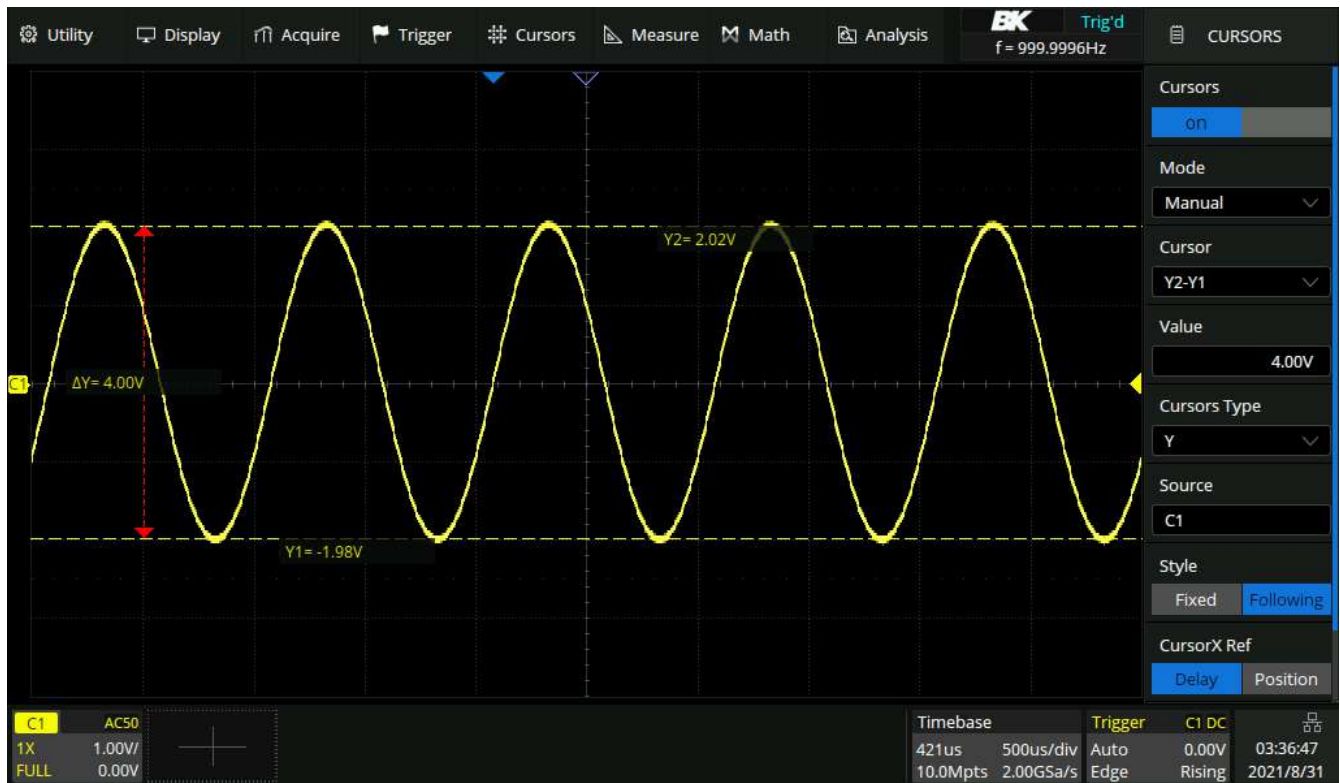 Utility Display Acquire Trigger Cursors Measure Math Analysis
BK Trig'd
f = 999.9996Hz
CURSORS
Cursors
on
Mode
Manual
Cursor
Y2-Y1
Value
4.00V
Cursors Type
Y
Source
C1
Style
Fixed Following
CursorX Ref
Delay Position
Y2= 2.02V
C1
ΔY= 4.00V
Y1= -1.98V
C1 AC50
1X 1.00V/
FULL 0.00V
Timebase
421us 500us/div
10.0Mpts 2.00GSa/s
Trigger C1 DC
Auto 0.00V
Edge Rising
03:36:47
2021/8/31